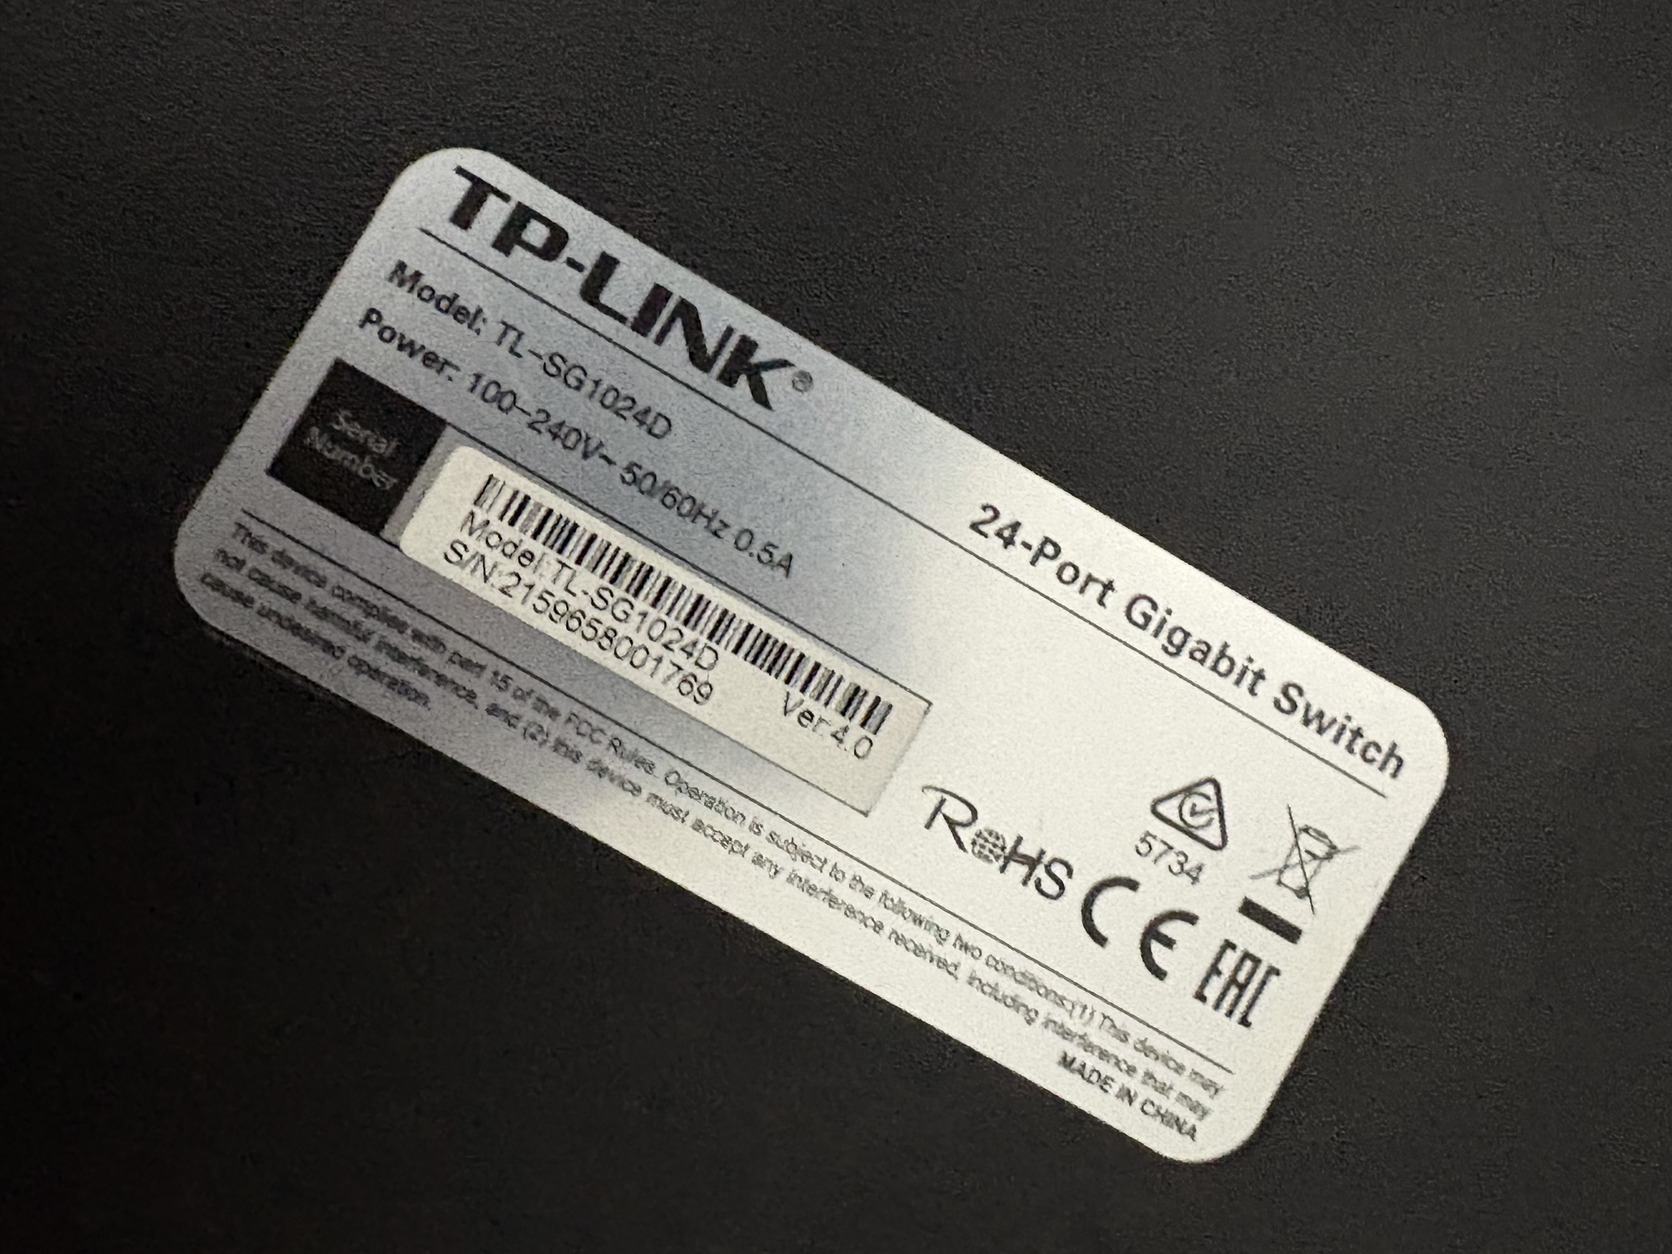 TP-LINK®
24-Port Gigabit Switch
Model: TL-SG1024D
Power: 100-240V~ 50/60Hz 0.5A
Serial
Number
Model:TL-SG1024D
Ver:4.0
S/N:2159658001769
RoHS
5734
CE
EAC
This device complies with part 15 of the FCC Rules. Operation is subject to the following two conditions:(1) This device may
not cause harmful interference, and (2) this device must accept any interference received, including interference that may
cause undesired operation.
MADE IN CHINA